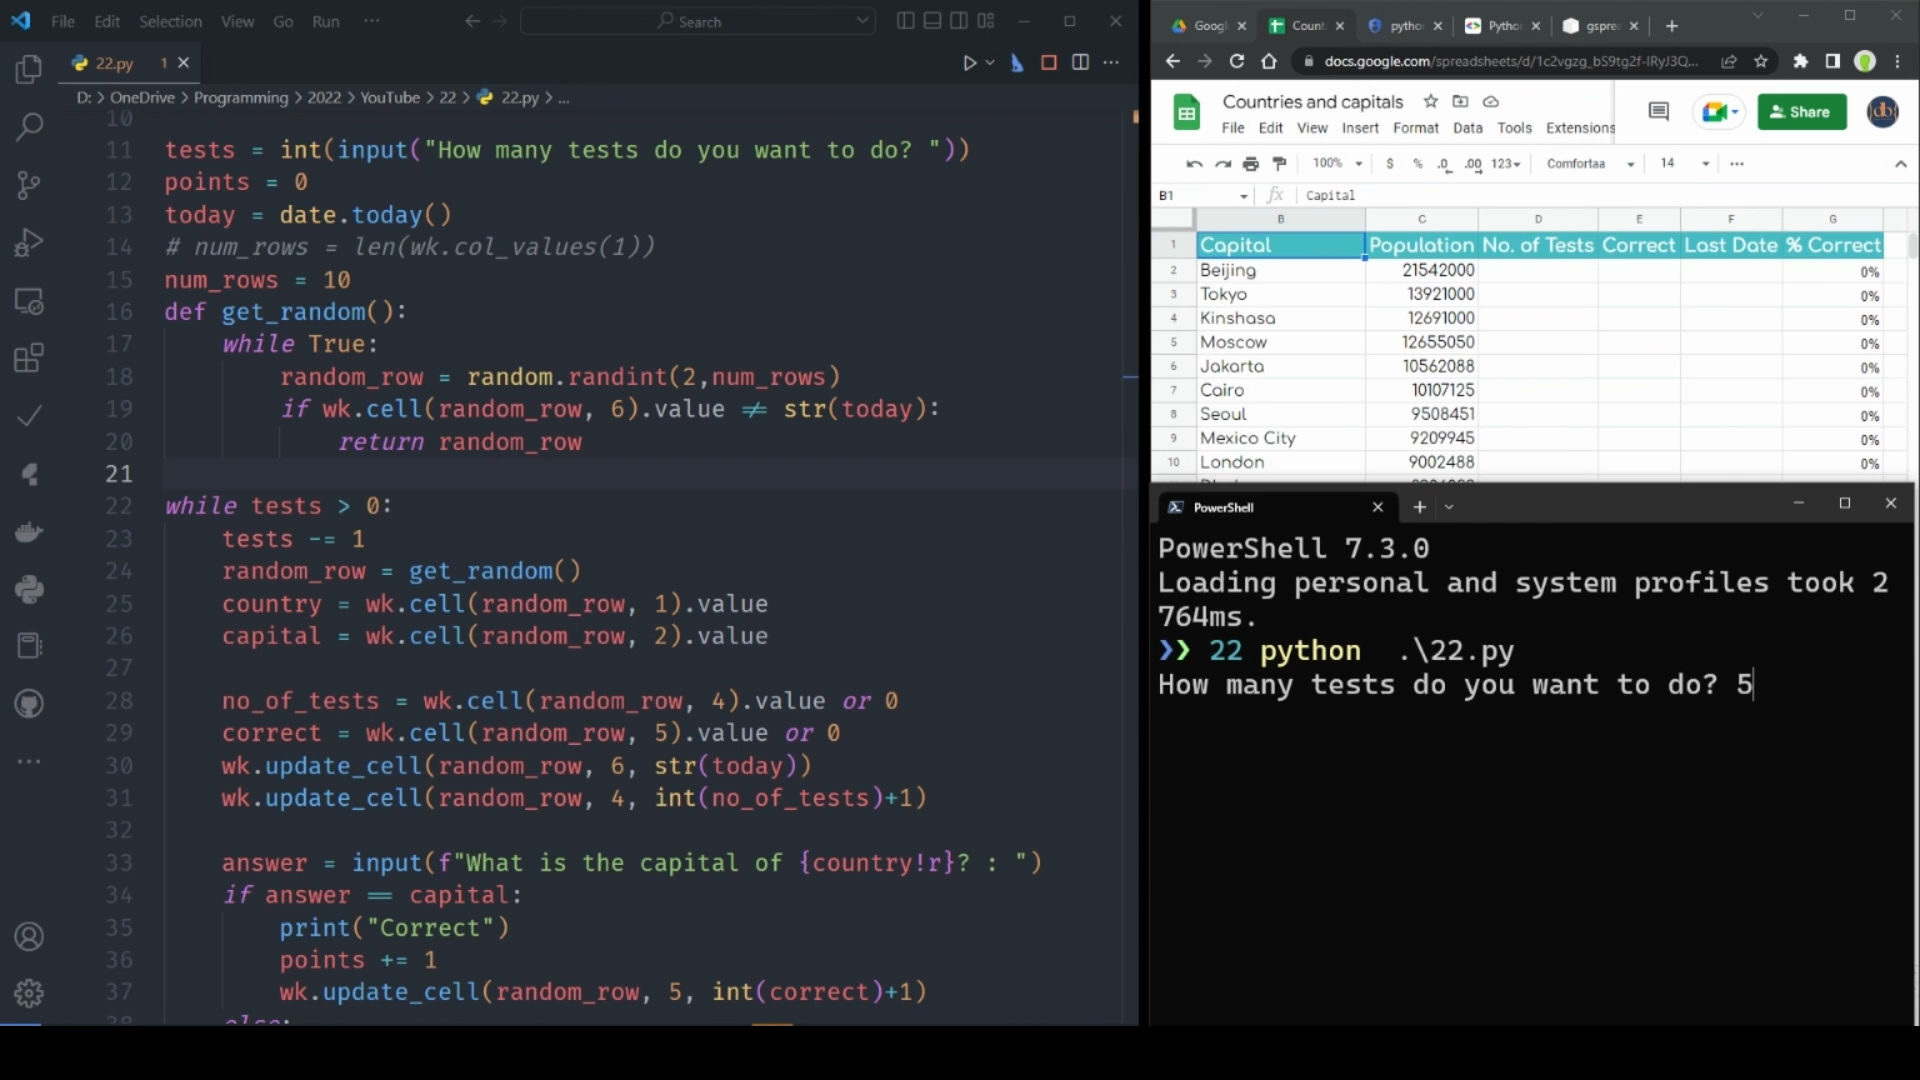 File Edit Selection View Go Run ··· Search
22.py 1
D: > OneDrive > Programming > 2022 > YouTube > 22 > 22.py > ...
10
11 tests = int(input("How many tests do you want to do? "))
12 points = 0
13 today = date.today()
14 # num_rows = len(wk.col_values(1))
15 num_rows = 10
16 def get_random():
17 while True:
18 random_row = random.randint(2,num_rows)
19 if wk.cell(random_row, 6).value ≠ str(today):
20 return random_row
21
22 while tests > 0:
23 tests -= 1
24 random_row = get_random()
25 country = wk.cell(random_row, 1).value
26 capital = wk.cell(random_row, 2).value
27
28 no_of_tests = wk.cell(random_row, 4).value or 0
29 correct = wk.cell(random_row, 5).value or 0
30 wk.update_cell(random_row, 6, str(today))
31 wk.update_cell(random_row, 4, int(no_of_tests)+1)
32
33 answer = input(f"What is the capital of {country!r}? : ")
34 if answer == capital:
35 print("Correct")
36 points += 1
37 wk.update_cell(random_row, 5, int(correct)+1)
38 else:
Googl Count pytho Pytho gsprea
docs.google.com/spreadsheets/d/1c2vgzg_bS9tg2f-IRyJ3Q...
Countries and capitals
File Edit View Insert Format Data Tools Extensions
Share
100% $ % .0 .00 123 Comfortaa 14 ···
B1 fx Capital
B C D E F G
1 Capital Population No. of Tests Correct Last Date % Correct
2 Beijing 21542000 0%
3 Tokyo 13921000 0%
4 Kinshasa 12691000 0%
5 Moscow 12655050 0%
6 Jakarta 10562088 0%
7 Cairo 10107125 0%
8 Seoul 9508451 0%
9 Mexico City 9209945 0%
10 London 9002488 0%
PowerShell
PowerShell 7.3.0
Loading personal and system profiles took 2
764ms.
❯❯ 22 python .\22.py
How many tests do you want to do? 5